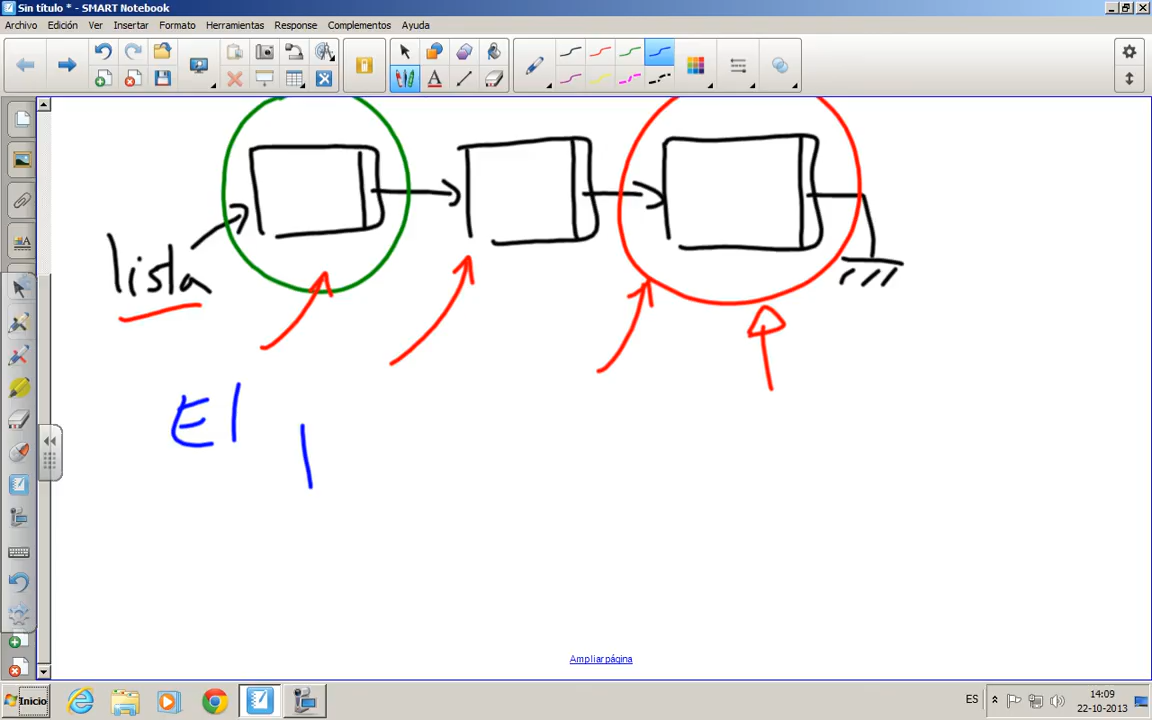 Sin título * - SMART Notebook
Archivo Edición Ver Insertar Formato Herramientas Response Complementos Ayuda
lista
El
Ampliar página
Inicio
ES
14:09
22-10-2013